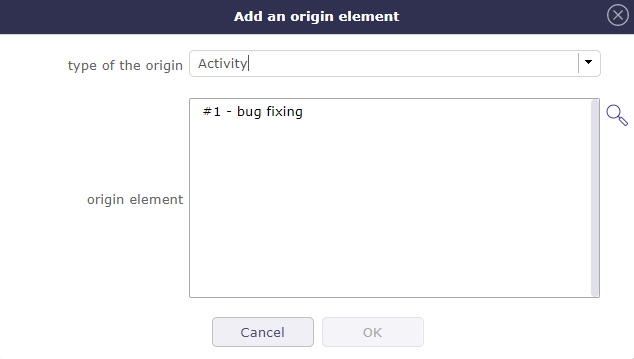 Add an origin element
type of the origin Activity
#1 - bug fixing
origin element
Cancel OK